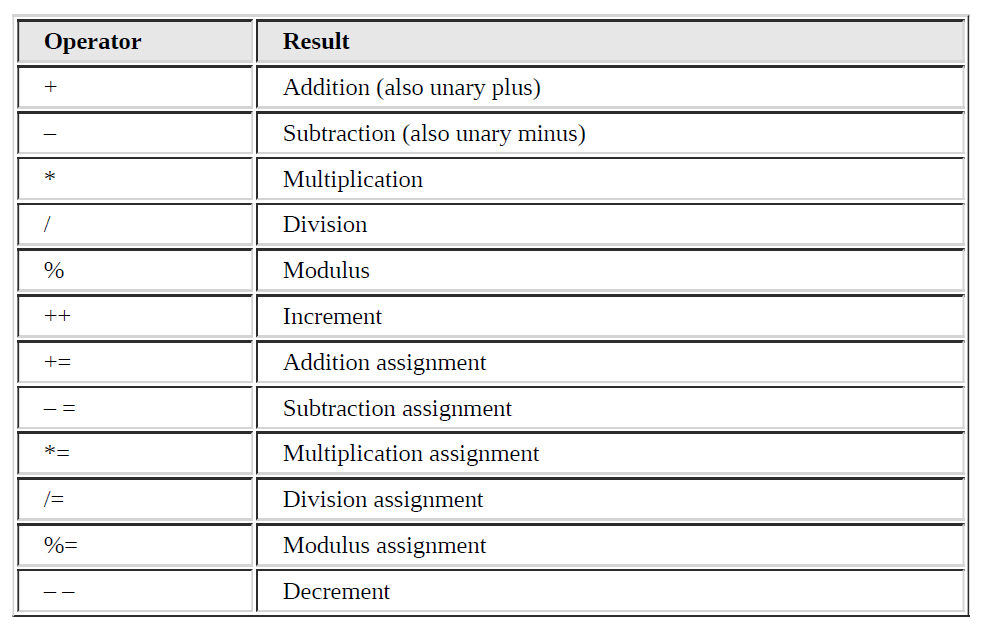 Operator Result
+ Addition (also unary plus)
– Subtraction (also unary minus)
* Multiplication
/ Division
% Modulus
++ Increment
+= Addition assignment
– = Subtraction assignment
*= Multiplication assignment
/= Division assignment
%= Modulus assignment
– – Decrement